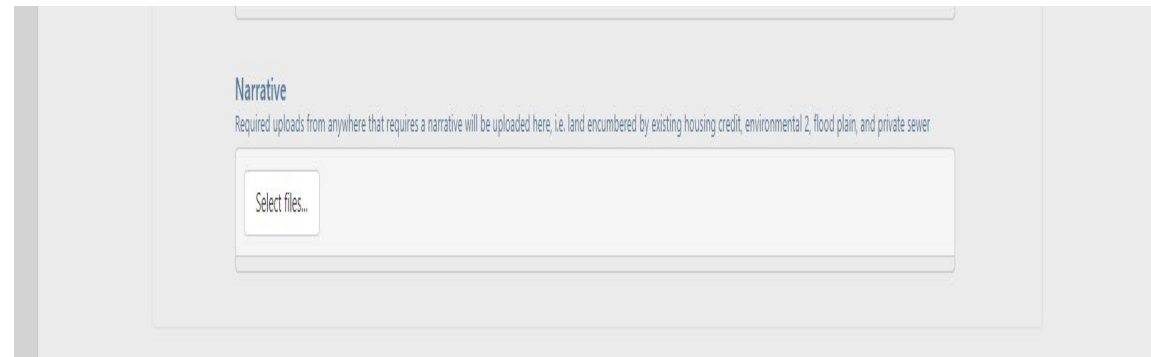 Narrative
Required uploads from anywhere that requires a narrative will be uploaded here, i.e. land encumbered by existing housing credit, environmental 2, flood plain, and private sewer
Select files...